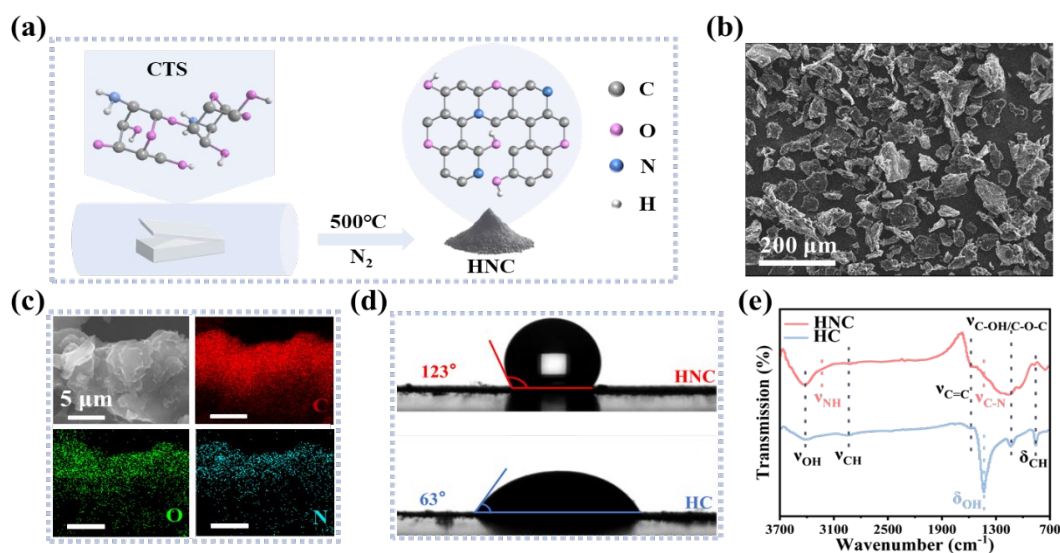 (a)
CTS
500℃
N₂
HNC
C
O
N
H
(b)
200 μm
(c)
5 μm
C
O
N
(d)
123°
HNC
63°
HC
(e)
HNC
HC
νC-OH/C-O-C
νNH
νC=C
νC-N
νOH
νCH
δOH
δCH
Transmission (%)
3700 3100 2500 1900 1300 700
Wavenumber (cm⁻¹)